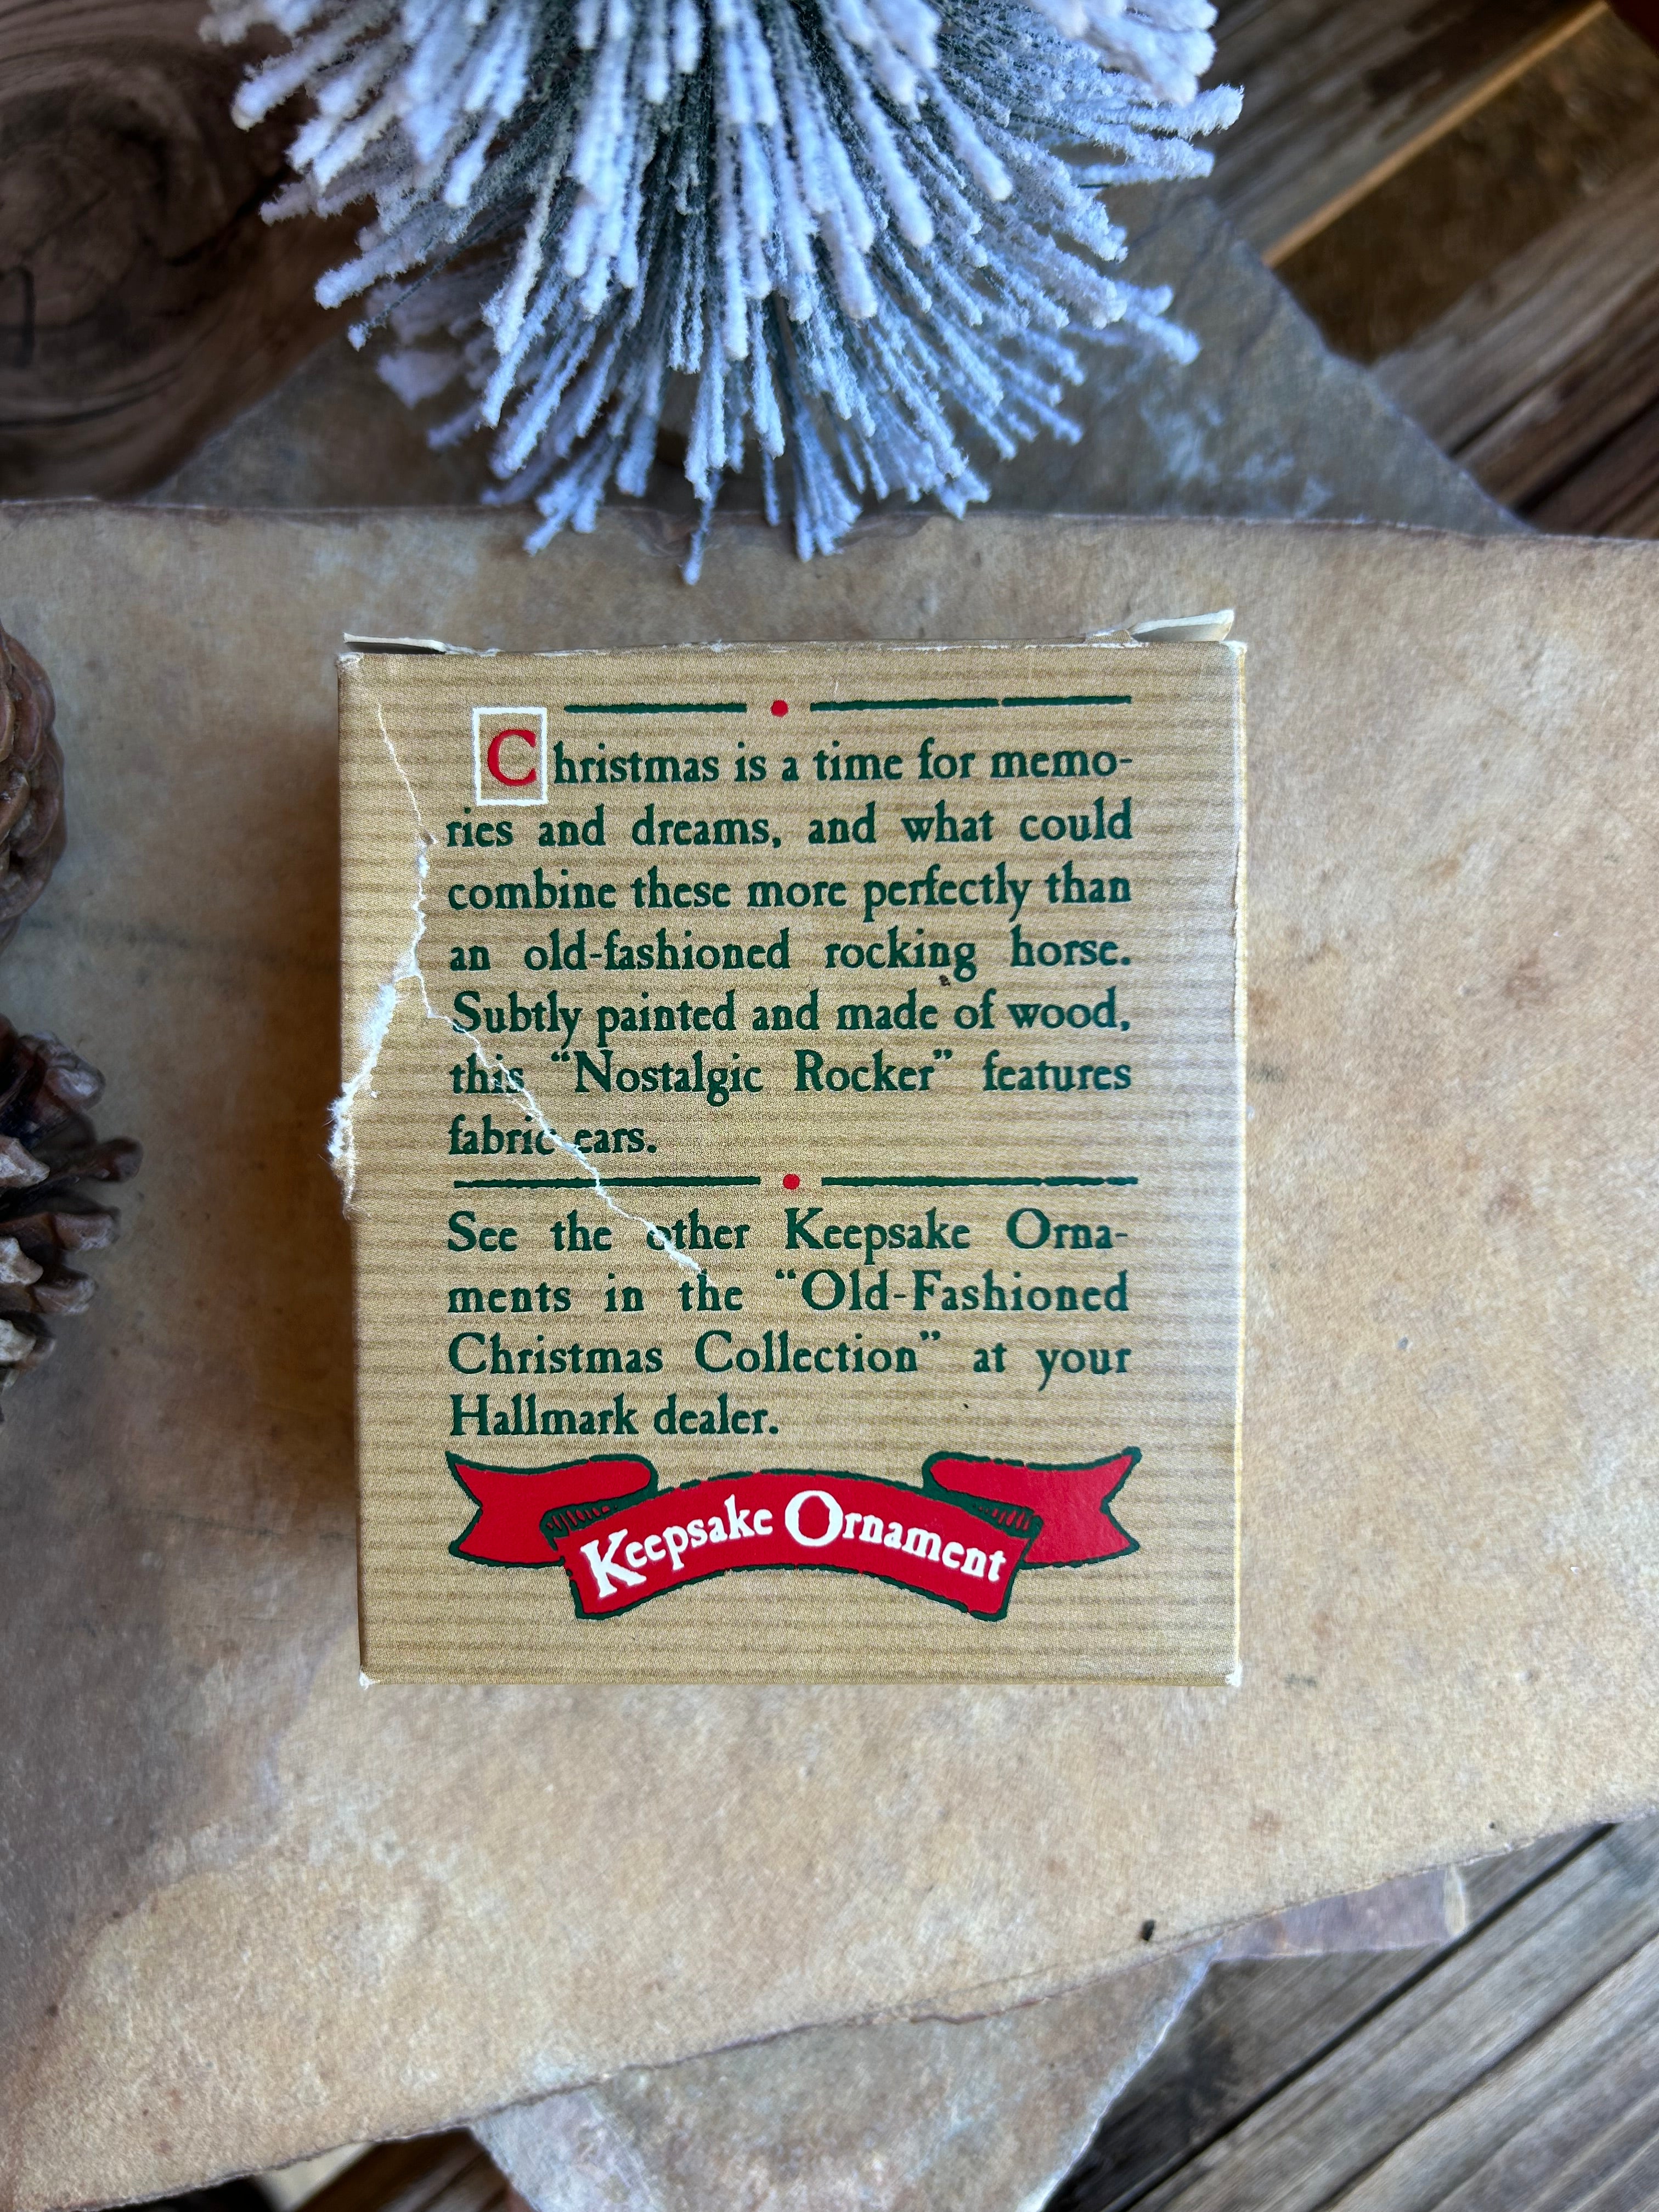 Christmas is a time for memo-
ries and dreams, and what could
combine these more perfectly than
an old-fashioned rocking horse.
Subtly painted and made of wood,
this “Nostalgic Rocker” features
fabric ears.
See the other Keepsake Orna-
ments in the “Old-Fashioned
Christmas Collection” at your
Hallmark dealer.
Keepsake Ornament